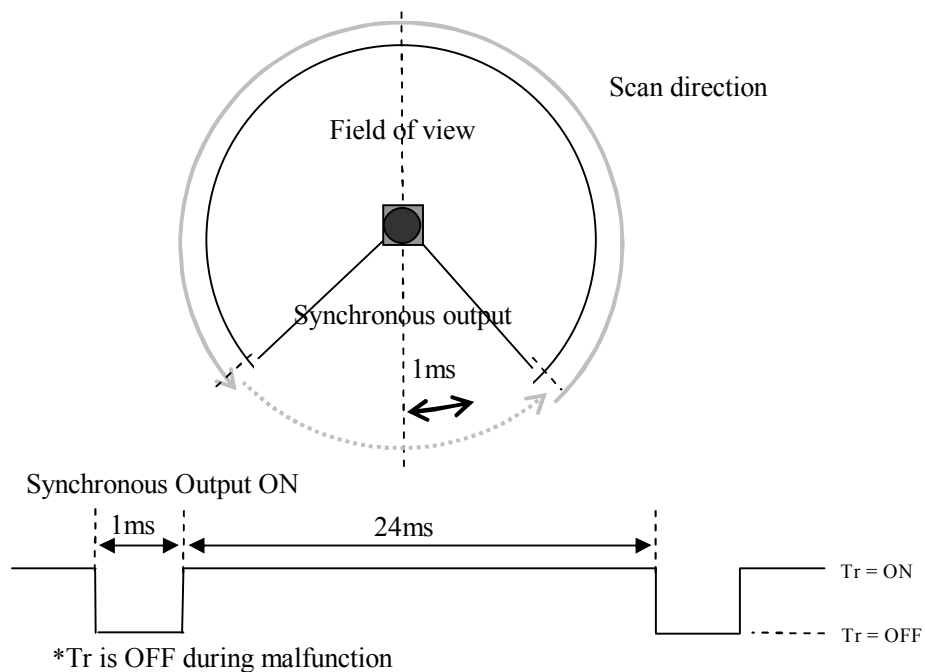 Scan direction
Field of view
Synchronous output
1ms
Synchronous Output ON
1ms
24ms
Tr = ON
Tr = OFF
*Tr is OFF during malfunction